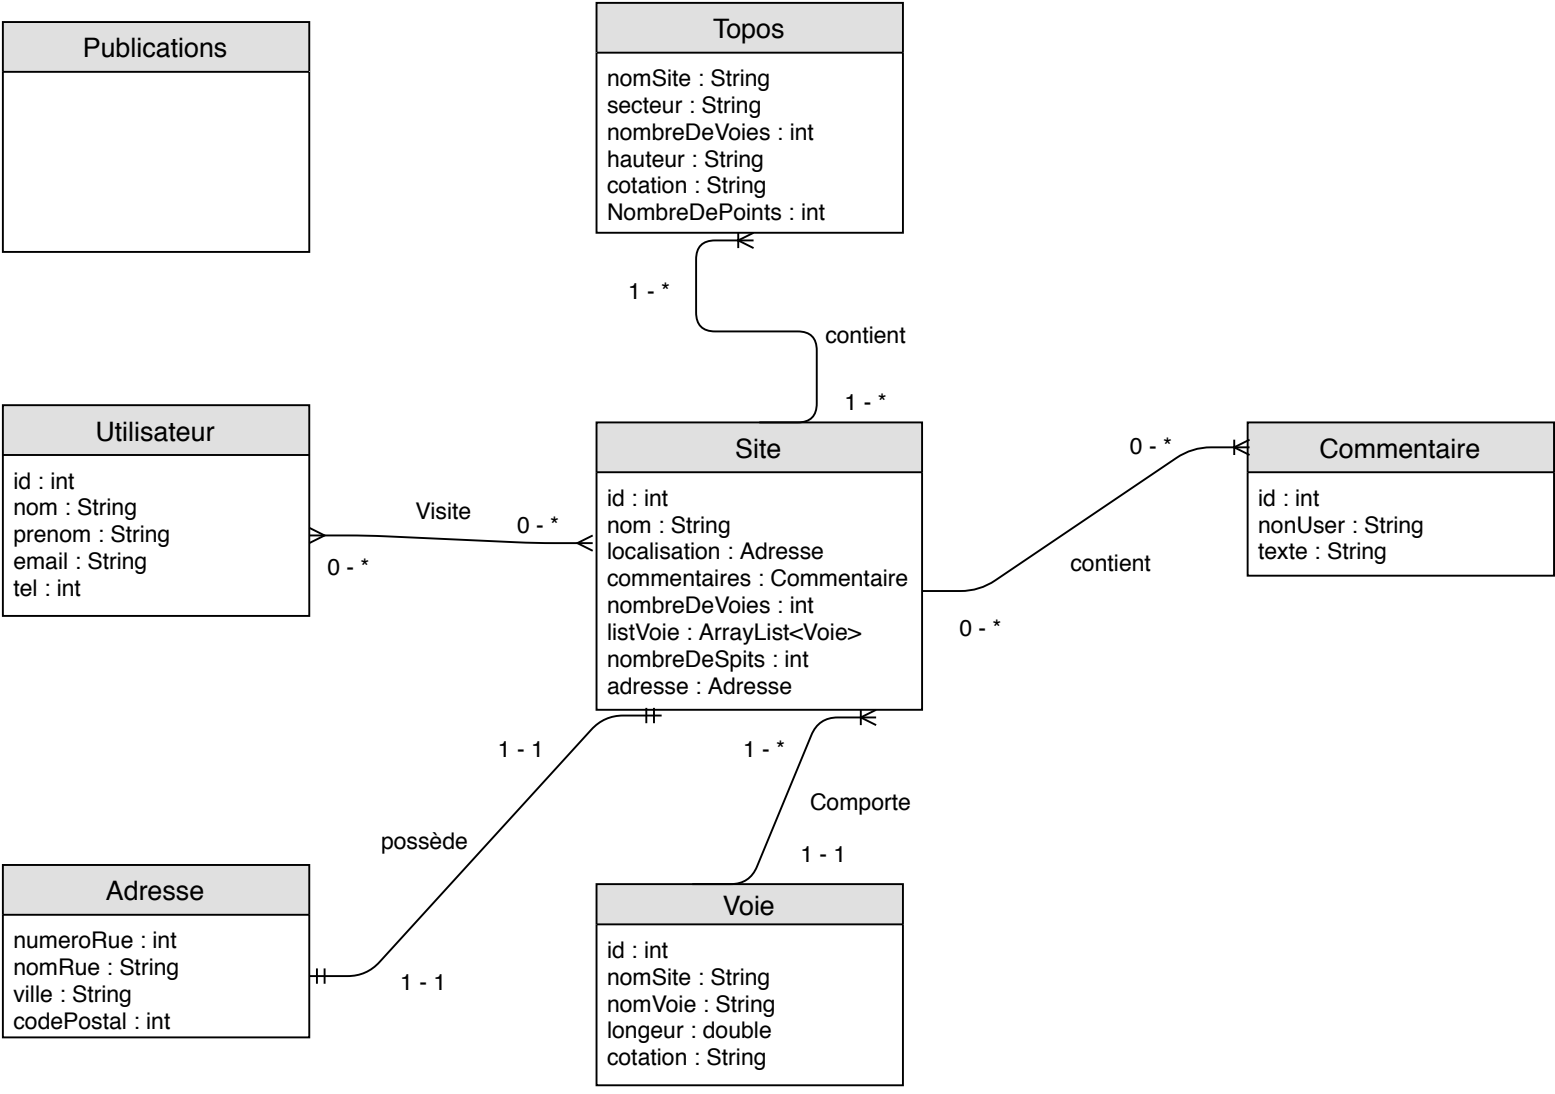 Publications
Topos
nomSite : String
secteur : String
nombreDeVoies : int
hauteur : String
cotation : String
NombreDePoints : int
1 - *
contient
1 - *
Utilisateur
id : int
nom : String
prenom : String
email : String
tel : int
Visite
0 - *
0 - *
Site
id : int
nom : String
localisation : Adresse
commentaires : Commentaire
nombreDeVoies : int
listVoie : ArrayList<Voie>
nombreDeSpits : int
adresse : Adresse
0 - *
contient
0 - *
Commentaire
id : int
nonUser : String
texte : String
1 - 1
possède
1 - 1
1 - *
Comporte
1 - 1
Adresse
numeroRue : int
nomRue : String
ville : String
codePostal : int
Voie
id : int
nomSite : String
nomVoie : String
longeur : double
cotation : String